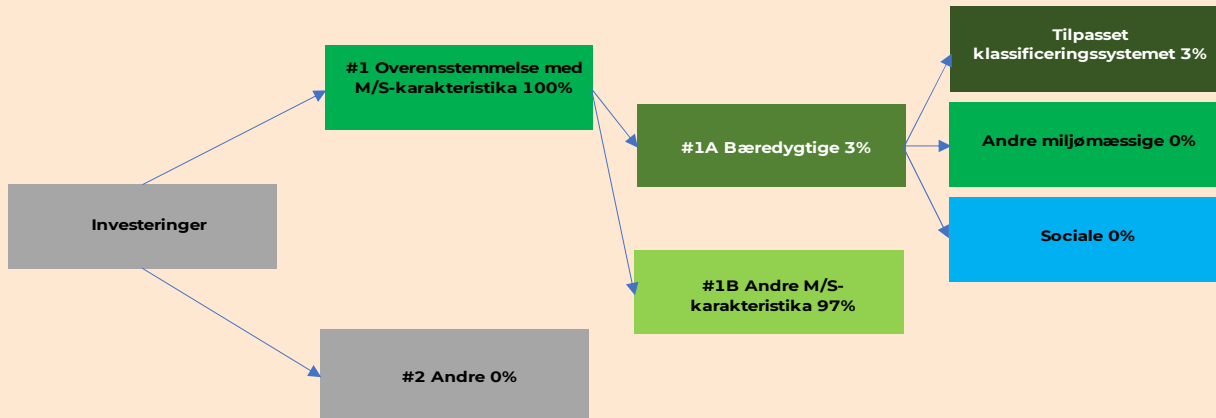 Investeringer
#1 Overensstemmelse med
M/S-karakteristika 100%
#2 Andre 0%
#1A Bæredygtige 3%
#1B Andre M/S-
karakteristika 97%
Tilpasset
klassificeringssystemet 3%
Andre miljømæssige 0%
Sociale 0%